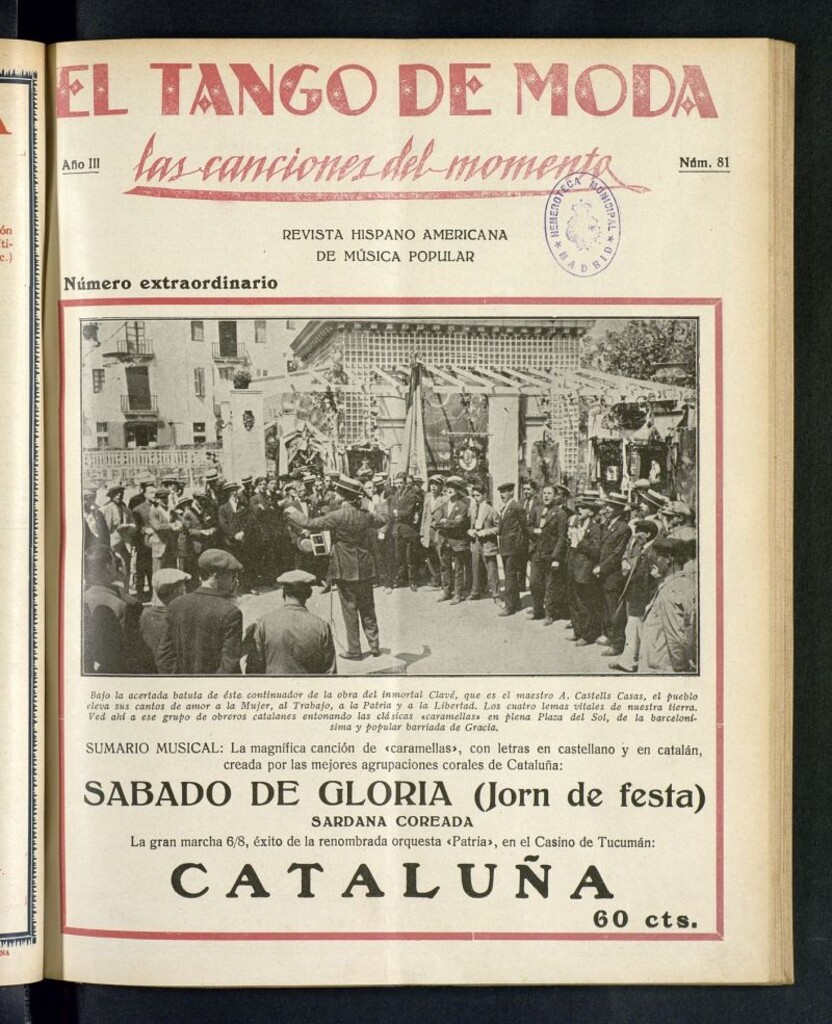 EL TANGO DE MODA
las canciones del momento
Año III
Núm. 81
HEMEROTECA MUNICIPAL
★ MADRID ★
REVISTA HISPANO AMERICANA
DE MÚSICA POPULAR
Número extraordinario
Bajo la acertada batuta de éste continuador de la obra del inmortal Clavé, que es el maestro A. Castells Casas, el pueblo
eleva sus cantos de amor a la Mujer, al Trabajo, a la Patria y a la Libertad. Los cuatro lemas vitales de nuestra tierra.
Ved ahí a ese grupo de obreros catalanes entonando las clásicas «caramellas» en plena Plaza del Sol, de la barceloní-
sima y popular barriada de Gracia.
SUMARIO MUSICAL: La magnífica canción de «caramellas», con letras en castellano y en catalán,
creada por las mejores agrupaciones corales de Cataluña:
SABADO DE GLORIA (Jorn de festa)
SARDANA COREADA
La gran marcha 6/8, éxito de la renombrada orquesta «Patria», en el Casino de Tucumán:
CATALUÑA
60 cts.